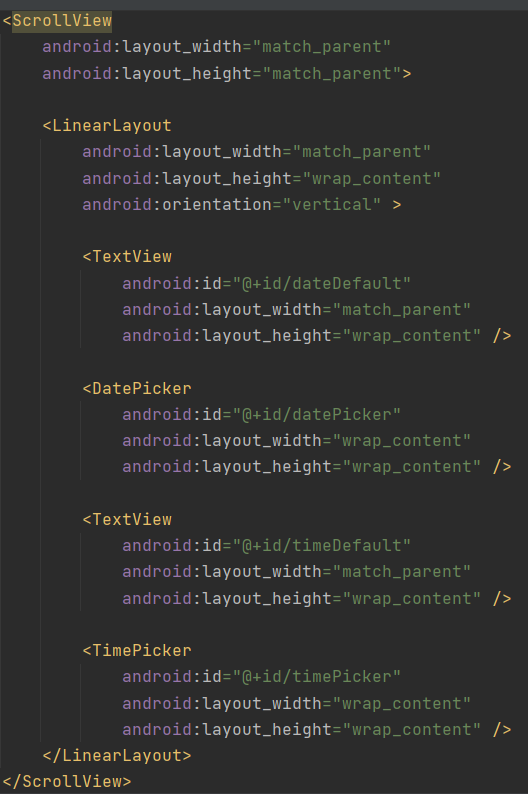 <ScrollView
    android:layout_width="match_parent"
    android:layout_height="match_parent">

    <LinearLayout
        android:layout_width="match_parent"
        android:layout_height="wrap_content"
        android:orientation="vertical" >

        <TextView
            android:id="@+id/dateDefault"
            android:layout_width="match_parent"
            android:layout_height="wrap_content" />

        <DatePicker
            android:id="@+id/datePicker"
            android:layout_width="wrap_content"
            android:layout_height="wrap_content" />

        <TextView
            android:id="@+id/timeDefault"
            android:layout_width="match_parent"
            android:layout_height="wrap_content" />

        <TimePicker
            android:id="@+id/timePicker"
            android:layout_width="wrap_content"
            android:layout_height="wrap_content" />
    </LinearLayout>
</ScrollView>